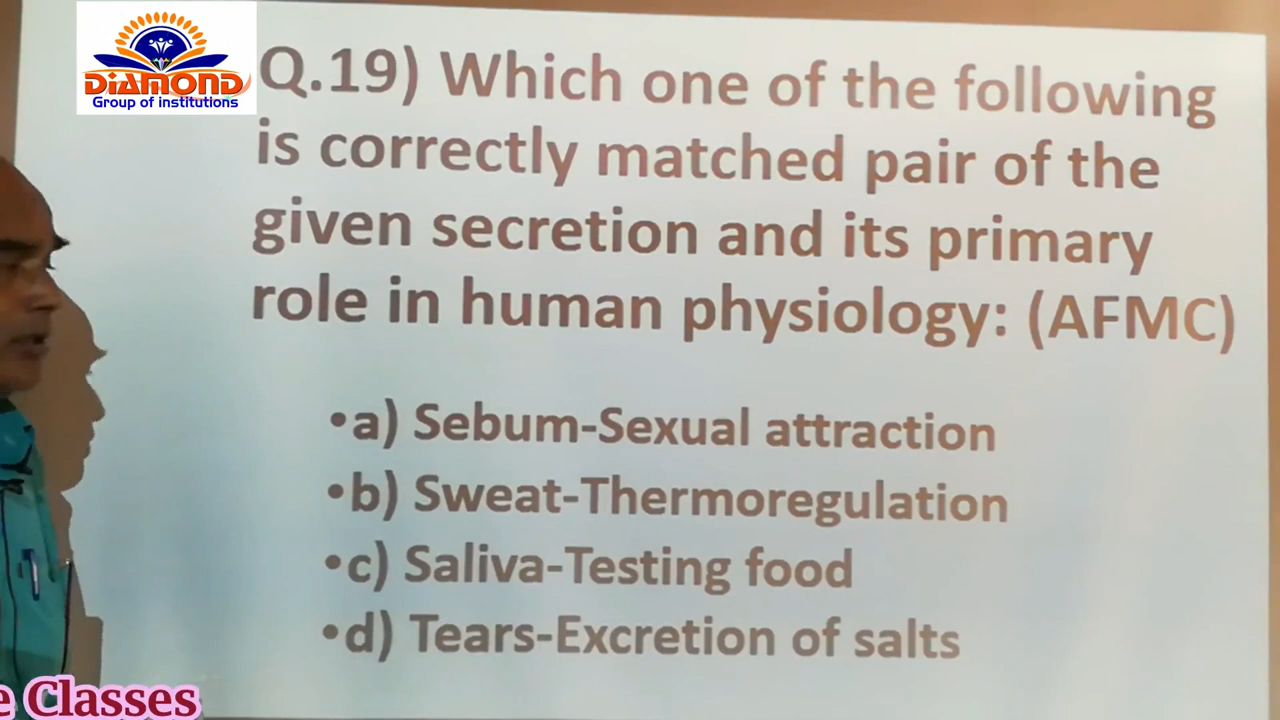 DIAMOND
Group of institutions
Q.19) Which one of the following
is correctly matched pair of the
given secretion and its primary
role in human physiology: (AFMC)
•a) Sebum-Sexual attraction
•b) Sweat-Thermoregulation
•c) Saliva-Testing food
•d) Tears-Excretion of salts
e Classes